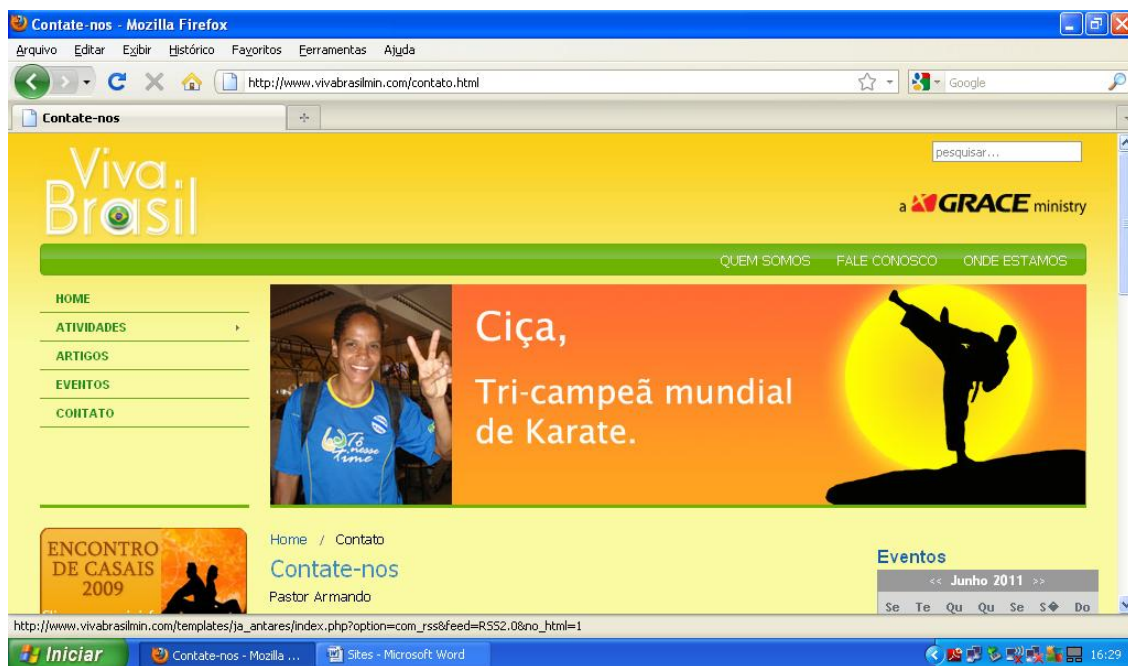 Contate-nos - Mozilla Firefox
Arquivo Editar Exibir Histórico Favoritos Ferramentas Ajuda
http://www.vivabrasilmin.com/contato.html
Google
Contate-nos
pesquisar...
Viva
Brasil
a GRACE ministry
QUEM SOMOS FALE CONOSCO ONDE ESTAMOS
HOME
ATIVIDADES
ARTIGOS
EVENTOS
CONTATO
Tô
nesse
Time
Ciça,
Tri-campeã mundial
de Karate.
ENCONTRO
DE CASAIS
2009
Home / Contato
Contate-nos
Pastor Armando
Eventos
<< Junho 2011 >>
Se Te Qu Qu Se S� Do
http://www.vivabrasilmin.com/templates/ja_antares/index.php?option=com_rss&feed=RSS2.0&no_html=1
Iniciar
Contate-nos - Mozilla ...
Sites - Microsoft Word
16:29